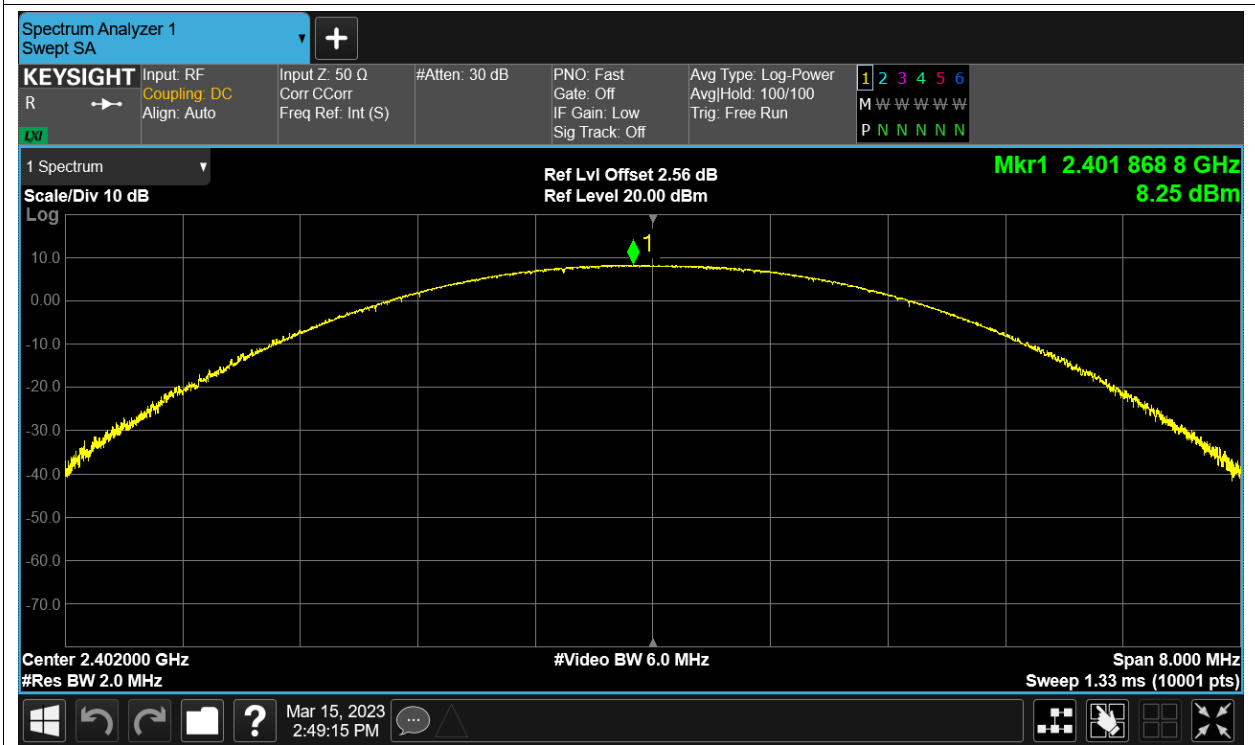 Spectrum Analyzer 1
Swept SA
KEYSIGHT
R
LXI
Input: RF
Coupling: DC
Align: Auto
Input Z: 50 Ω
Corr CCorr
Freq Ref: Int (S)
#Atten: 30 dB
PNO: Fast
Gate: Off
IF Gain: Low
Sig Track: Off
Avg Type: Log-Power
Avg|Hold: 100/100
Trig: Free Run
1 2 3 4 5 6
M W W W W W
P N N N N N
1 Spectrum
Scale/Div 10 dB
Log
Ref Lvl Offset 2.56 dB
Ref Level 20.00 dBm
Mkr1 2.401 868 8 GHz
8.25 dBm
1
10.0
0.00
-10.0
-20.0
-30.0
-40.0
-50.0
-60.0
-70.0
Center 2.402000 GHz
#Res BW 2.0 MHz
#Video BW 6.0 MHz
Span 8.000 MHz
Sweep 1.33 ms (10001 pts)
?
Mar 15, 2023
2:49:15 PM